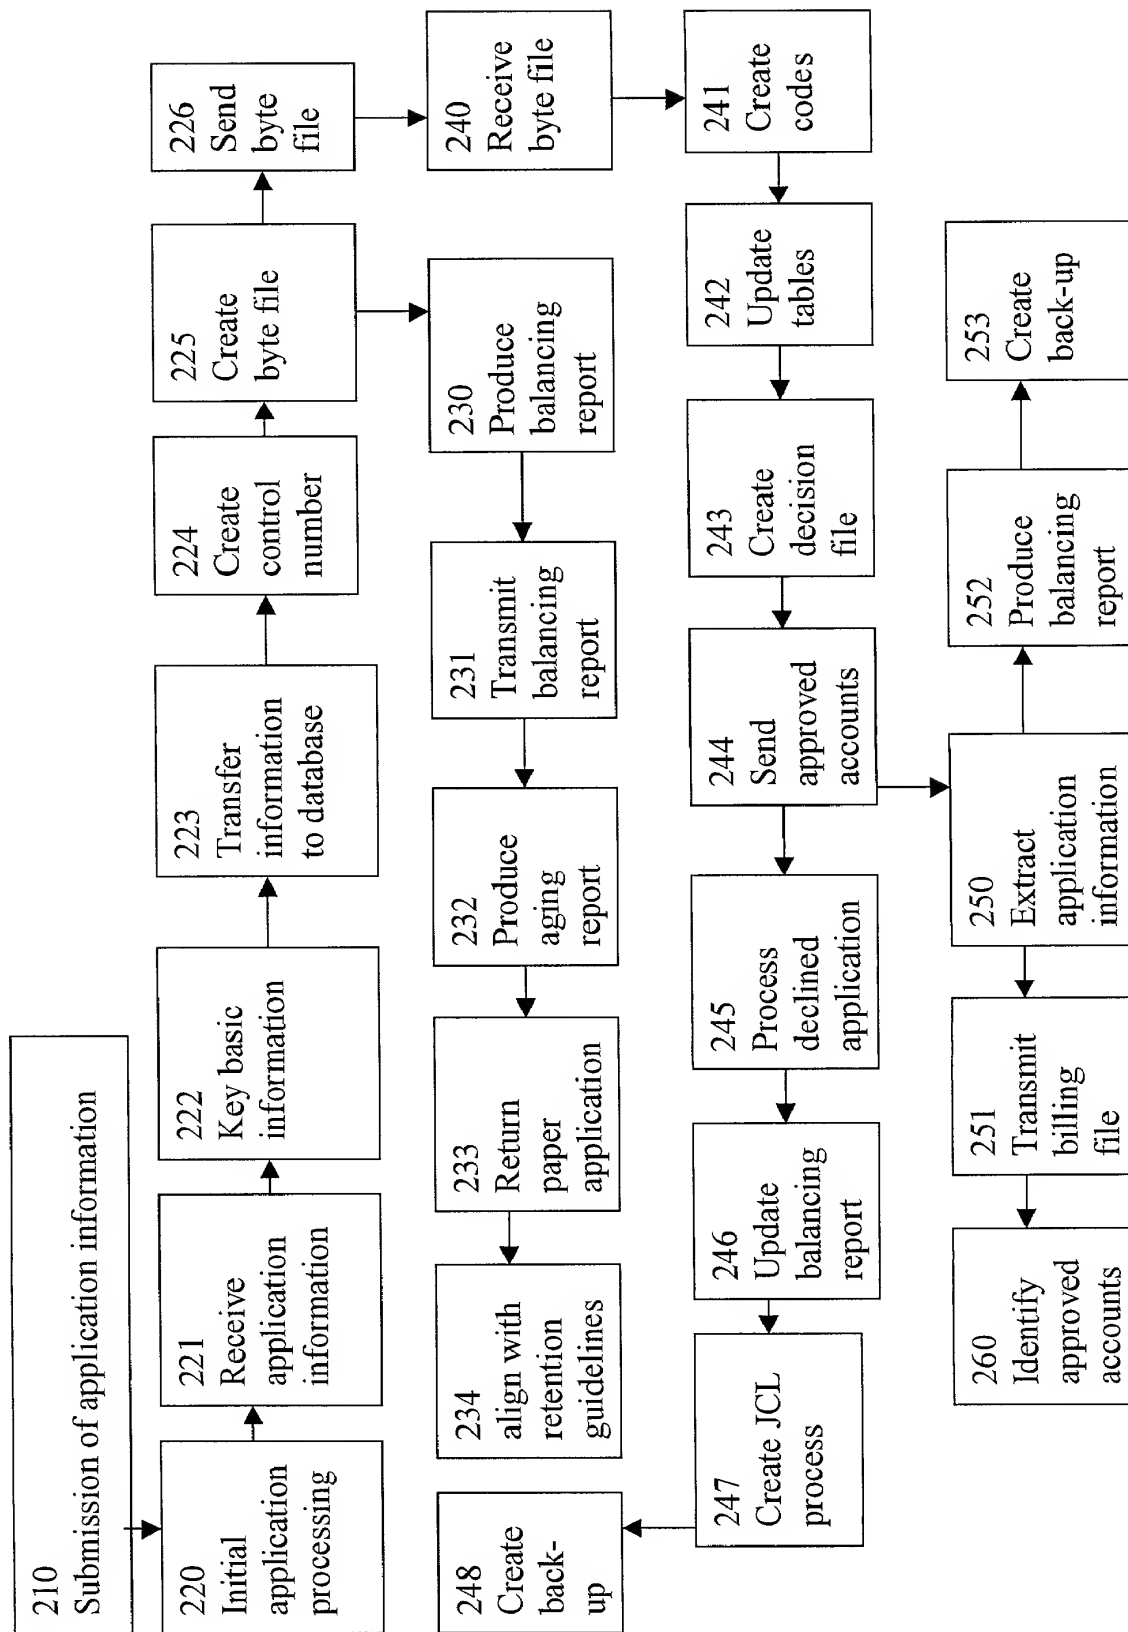 210
Submission of application information
220
Initial
application
processing
221
Receive
application
information
222
Key basic
information
223
Transfer
information
to database
224
Create
control
number
225
Create
byte file
226
Send
byte
file
230
Produce
balancing
report
231
Transmit
balancing
report
232
Produce
aging
report
233
Return
paper
application
234
align with
retention
guidelines
240
Receive
byte file
241
Create
codes
242
Update
tables
243
Create
decision
file
244
Send
approved
accounts
245
Process
declined
application
246
Update
balancing
report
247
Create JCL
process
248
Create
back-
up
250
Extract
application
information
251
Transmit
billing
file
252
Produce
balancing
report
253
Create
back-up
260
Identify
approved
accounts